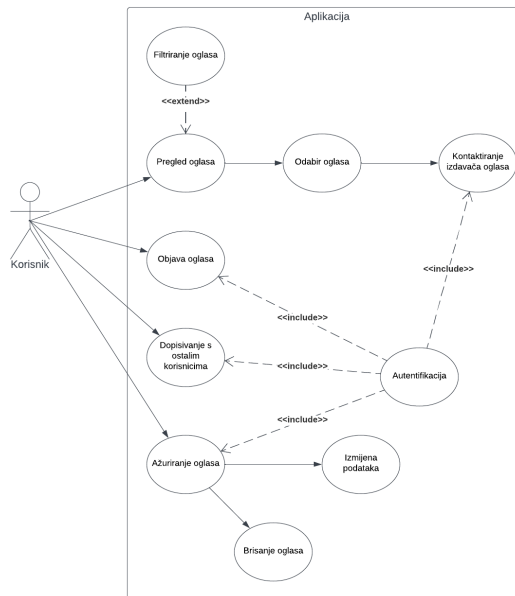 Aplikacija
Filtriranje oglasa
<<extend>>
Pregled oglasa
Odabir oglasa
Kontaktiranje
izdavača oglasa
Korisnik
Objava oglasa
<<include>>
<<include>>
Dopisivanje s
ostalim
korisnicima
<<include>>
Autentifikacija
<<include>>
Ažuriranje oglasa
Izmijena
podataka
Brisanje oglasa